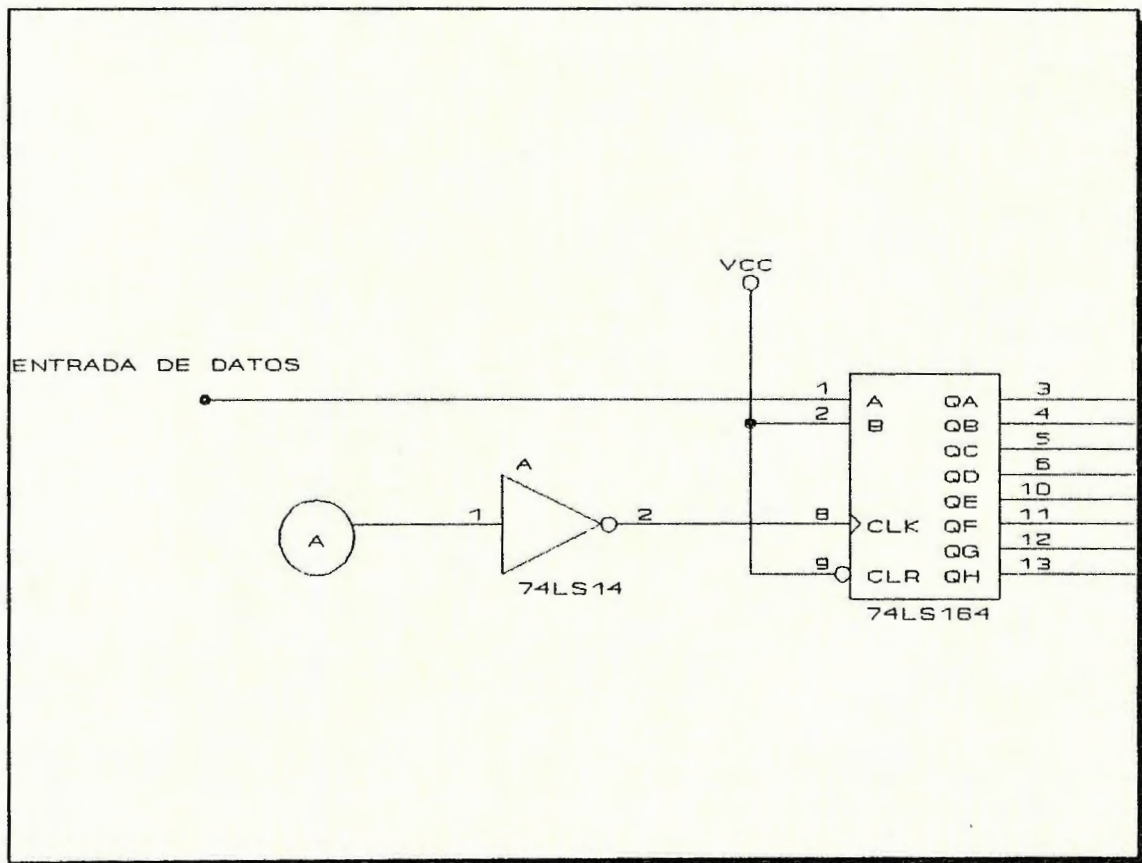 VCC
ENTRADA DE DATOS
1 A QA 3
2 B QB 4
QC 5
QD 6
QE 10
A
A 1 2 8 CLK QF 11
QG 12
9 CLR QH 13
74LS14
74LS164